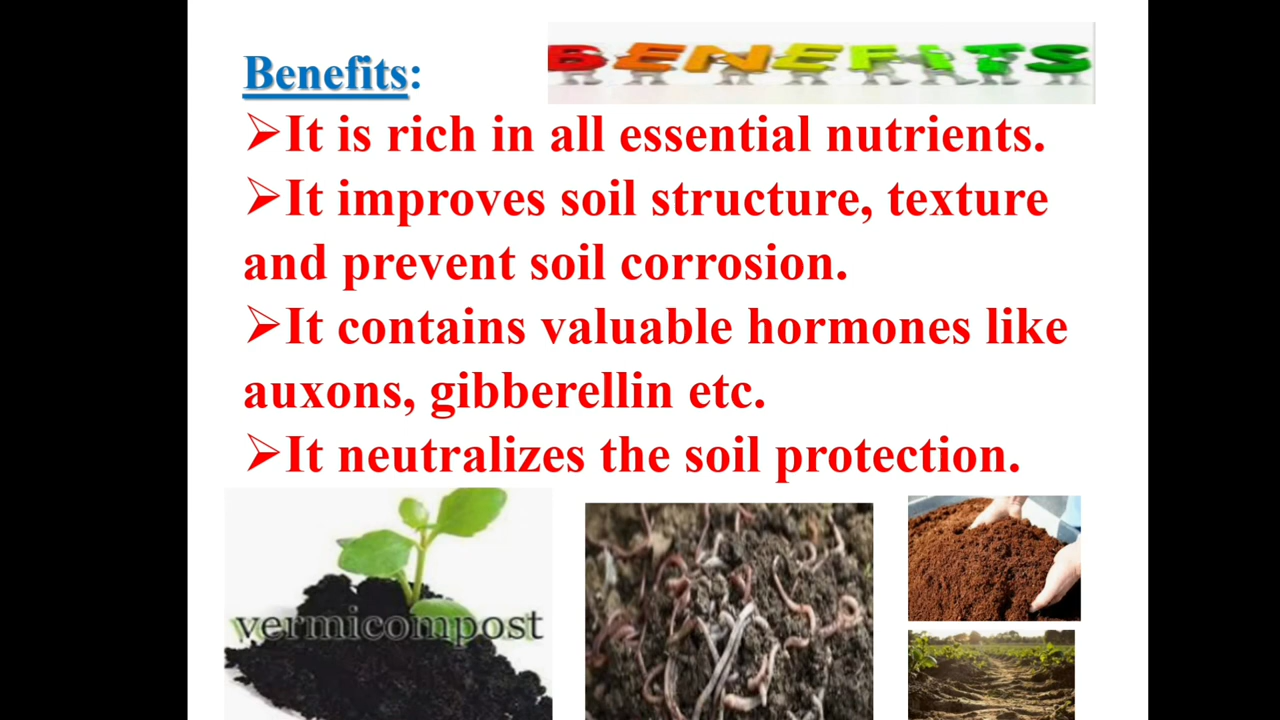 Benefits:
BENEFITS
➢It is rich in all essential nutrients.
➢It improves soil structure, texture
and prevent soil corrosion.
➢It contains valuable hormones like
auxons, gibberellin etc.
➢It neutralizes the soil protection.
vermicompost